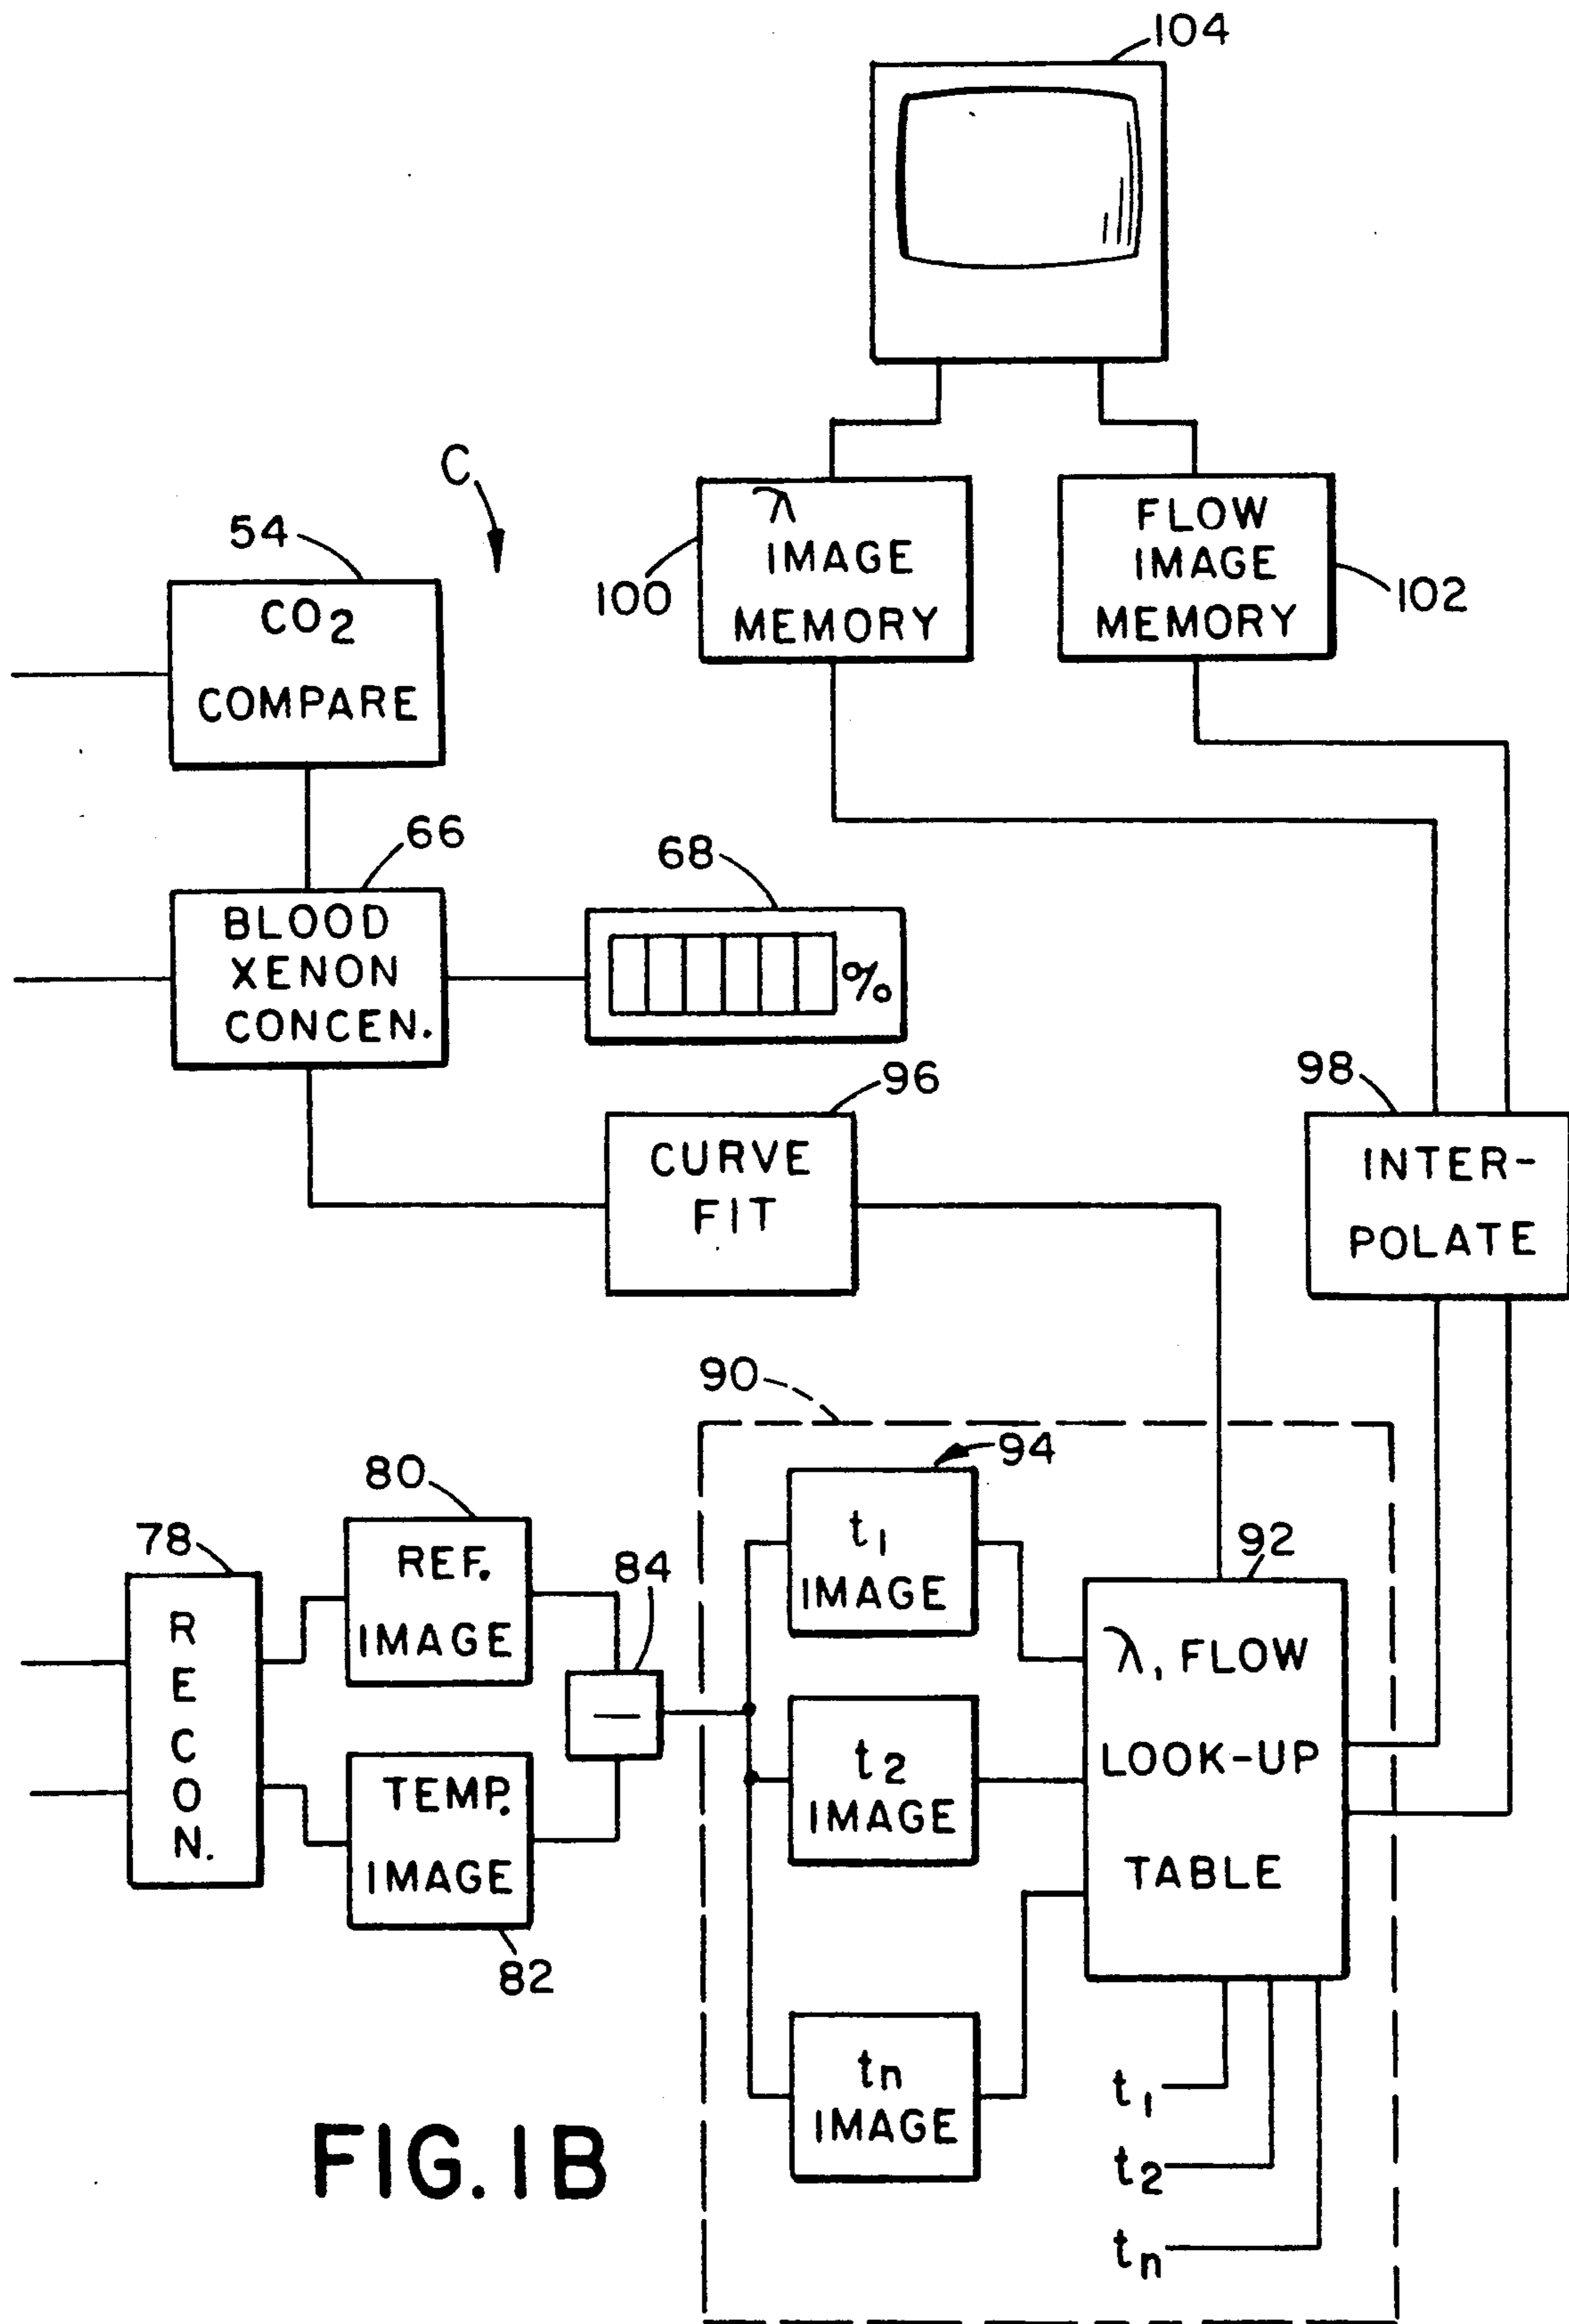 104
C
54
CO2
COMPARE
λ
IMAGE
MEMORY
100
FLOW
IMAGE
MEMORY
102
66
BLOOD
XENON
CONCEN.
68
%
96
CURVE
FIT
98
INTER-
POLATE
90
94
80
REF.
IMAGE
78
RECON.
84
—
TEMP.
IMAGE
82
t1
IMAGE
t2
IMAGE
tn
IMAGE
92
λ, FLOW
LOOK-UP
TABLE
t1
t2
tn
FIG. 1B